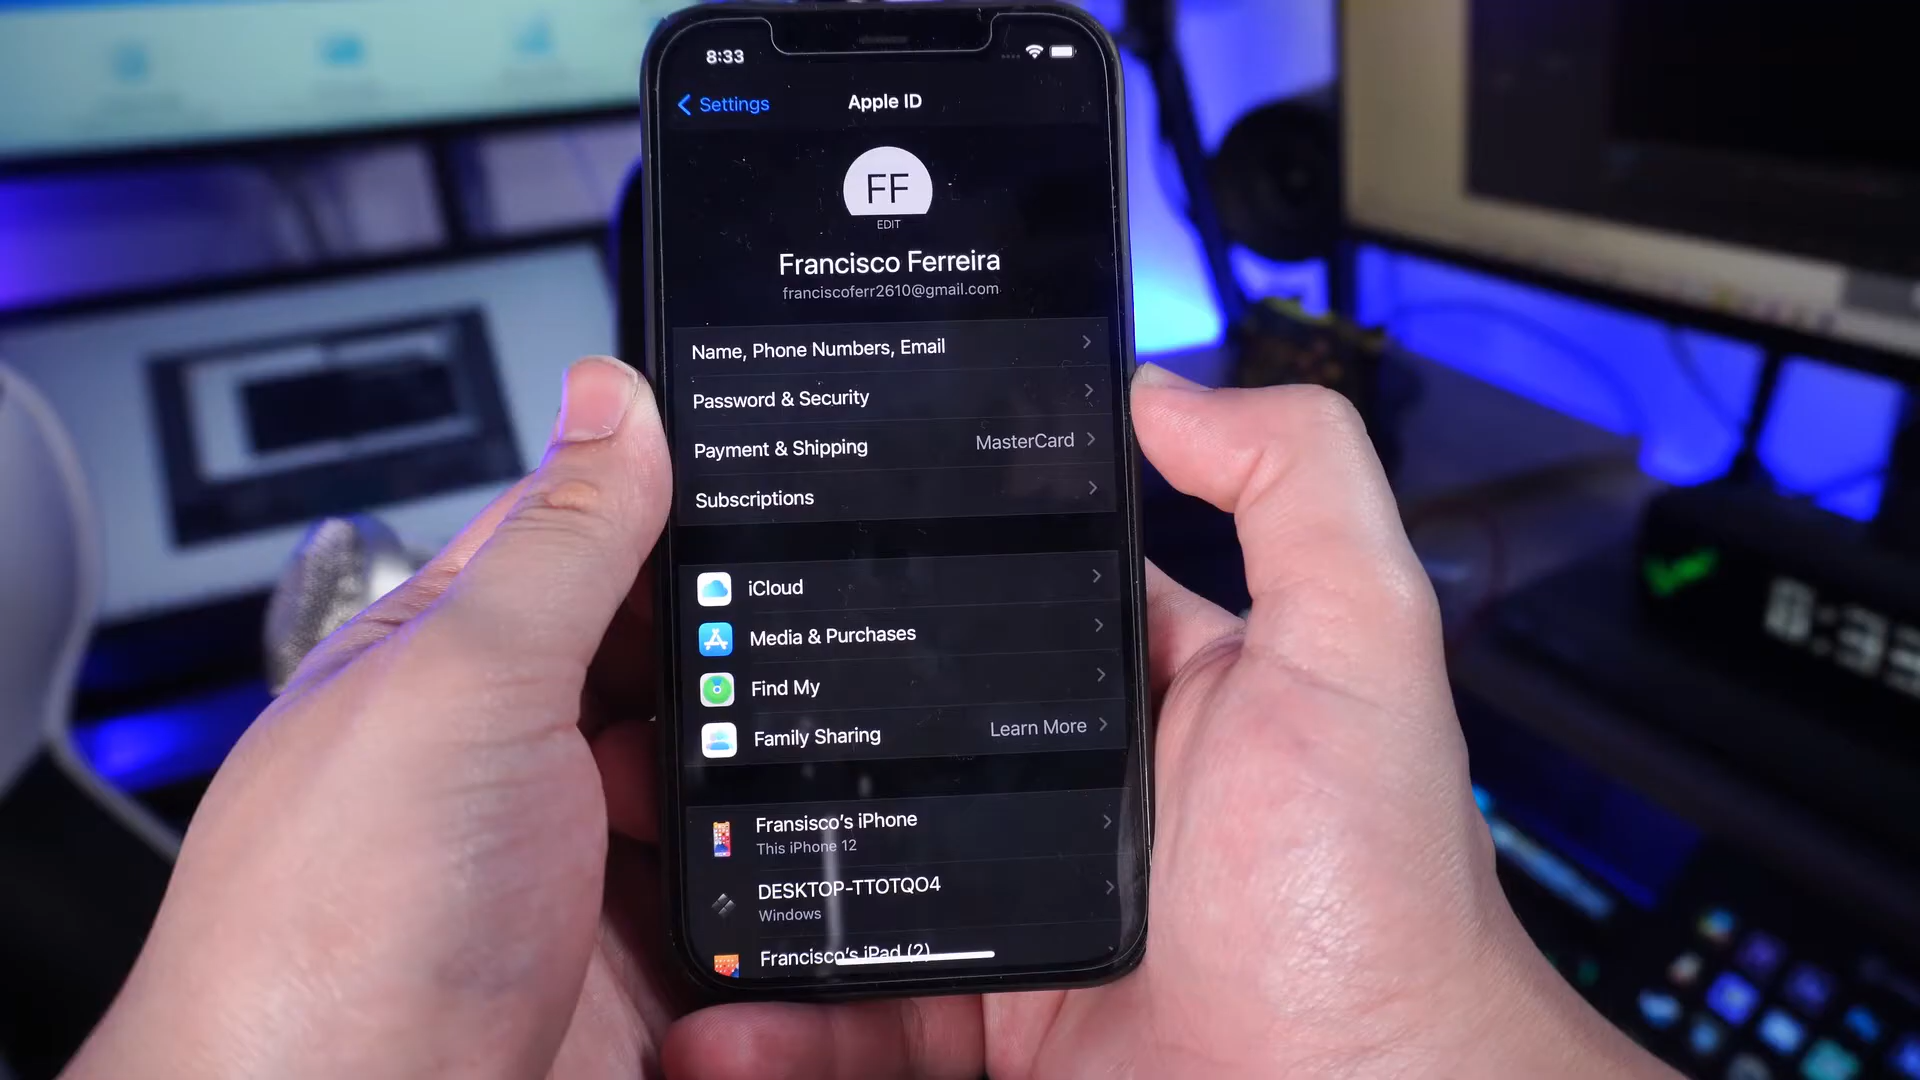 8:33
Settings
Apple ID
FF
EDIT
Francisco Ferreira
franciscoferr2610@gmail.com
Name, Phone Numbers, Email
Password & Security
Payment & Shipping MasterCard
Subscriptions
iCloud
Media & Purchases
Find My
Family Sharing Learn More
Fransisco's iPhone
This iPhone 12
DESKTOP-TTOTQO4
Windows
Francisco's iPad (2)